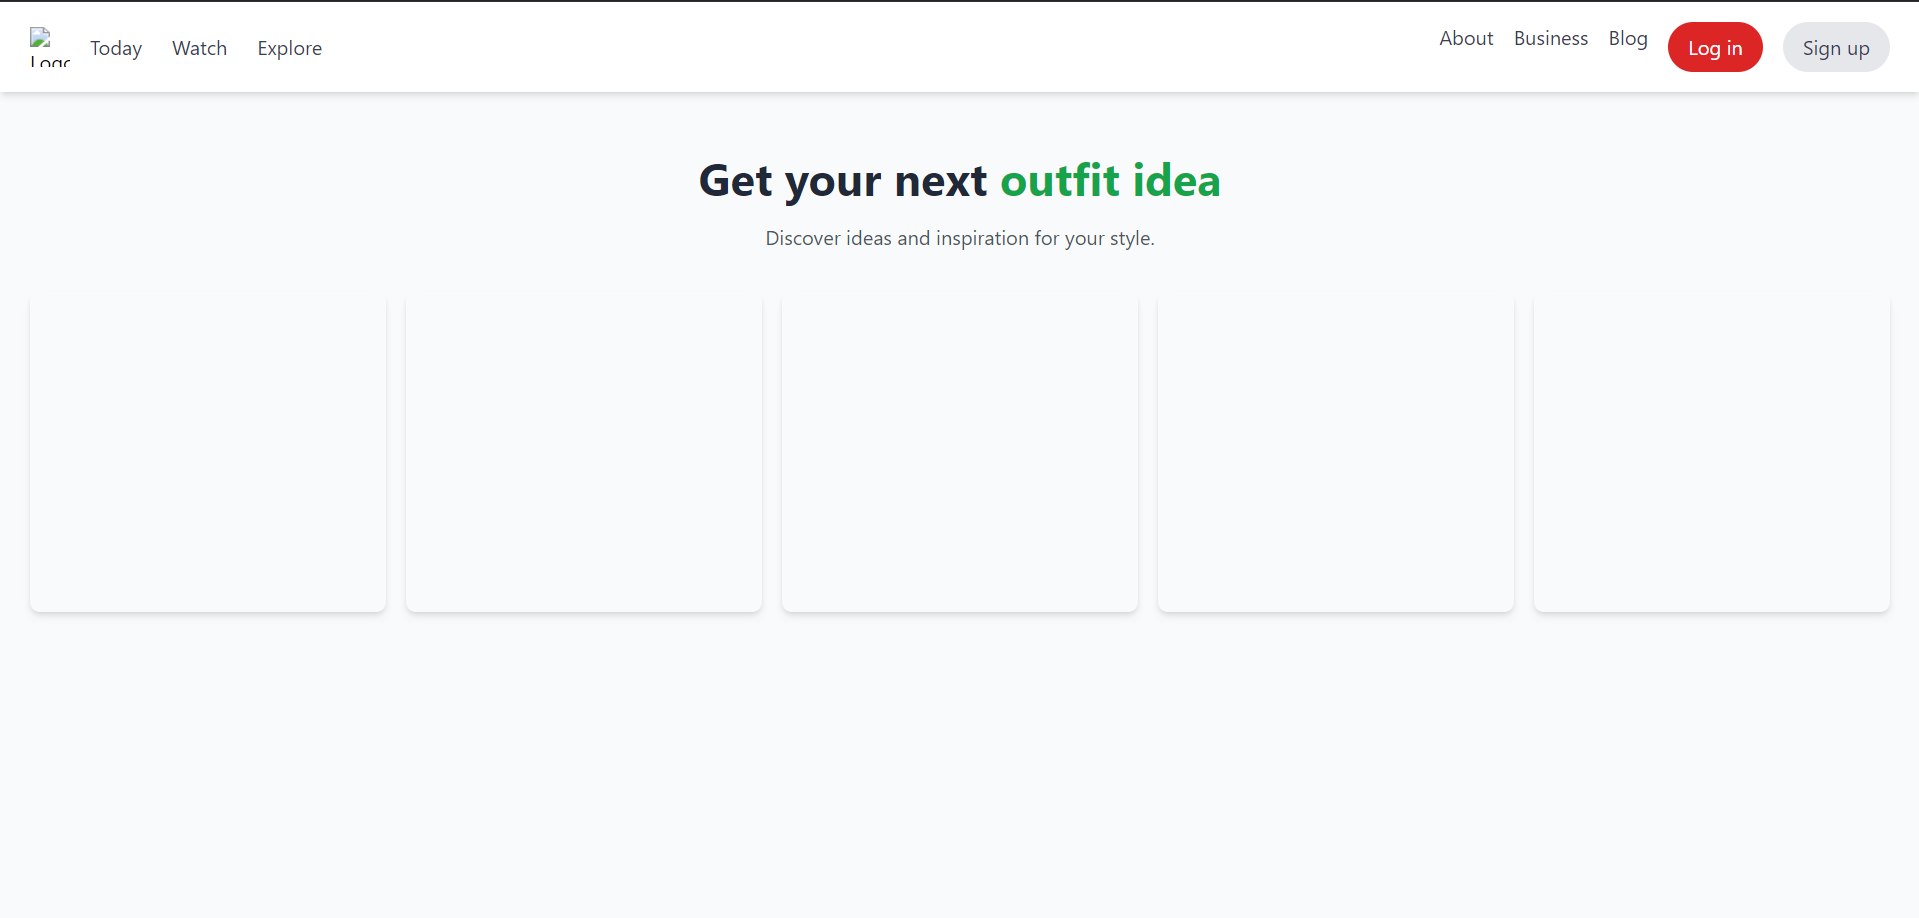 Logo
Today
Watch
Explore
About
Business
Blog
Log in
Sign up
Get your next outfit idea
Discover ideas and inspiration for your style.